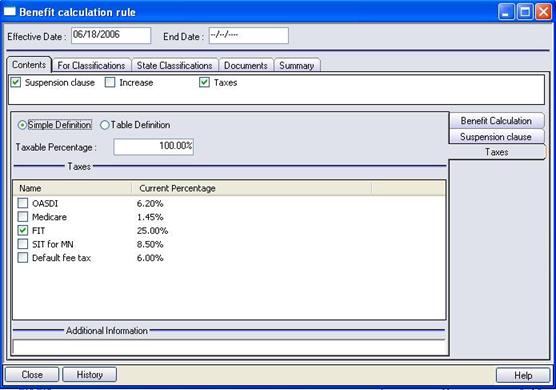 Benefit calculation rule
Effective Date : 06/18/2006 End Date : --/--/----
Contents For Classifications State Classifications Documents Summary
Suspension clause Increase Taxes
Simple Definition Table Definition
Taxable Percentage : 100.00%
Taxes
Name Current Percentage
OASDI 6.20%
Medicare 1.45%
FIT 25.00%
SIT for MN 8.50%
Default fee tax 6.00%
Additional Information
Benefit Calculation
Suspension clause
Taxes
Close History Help